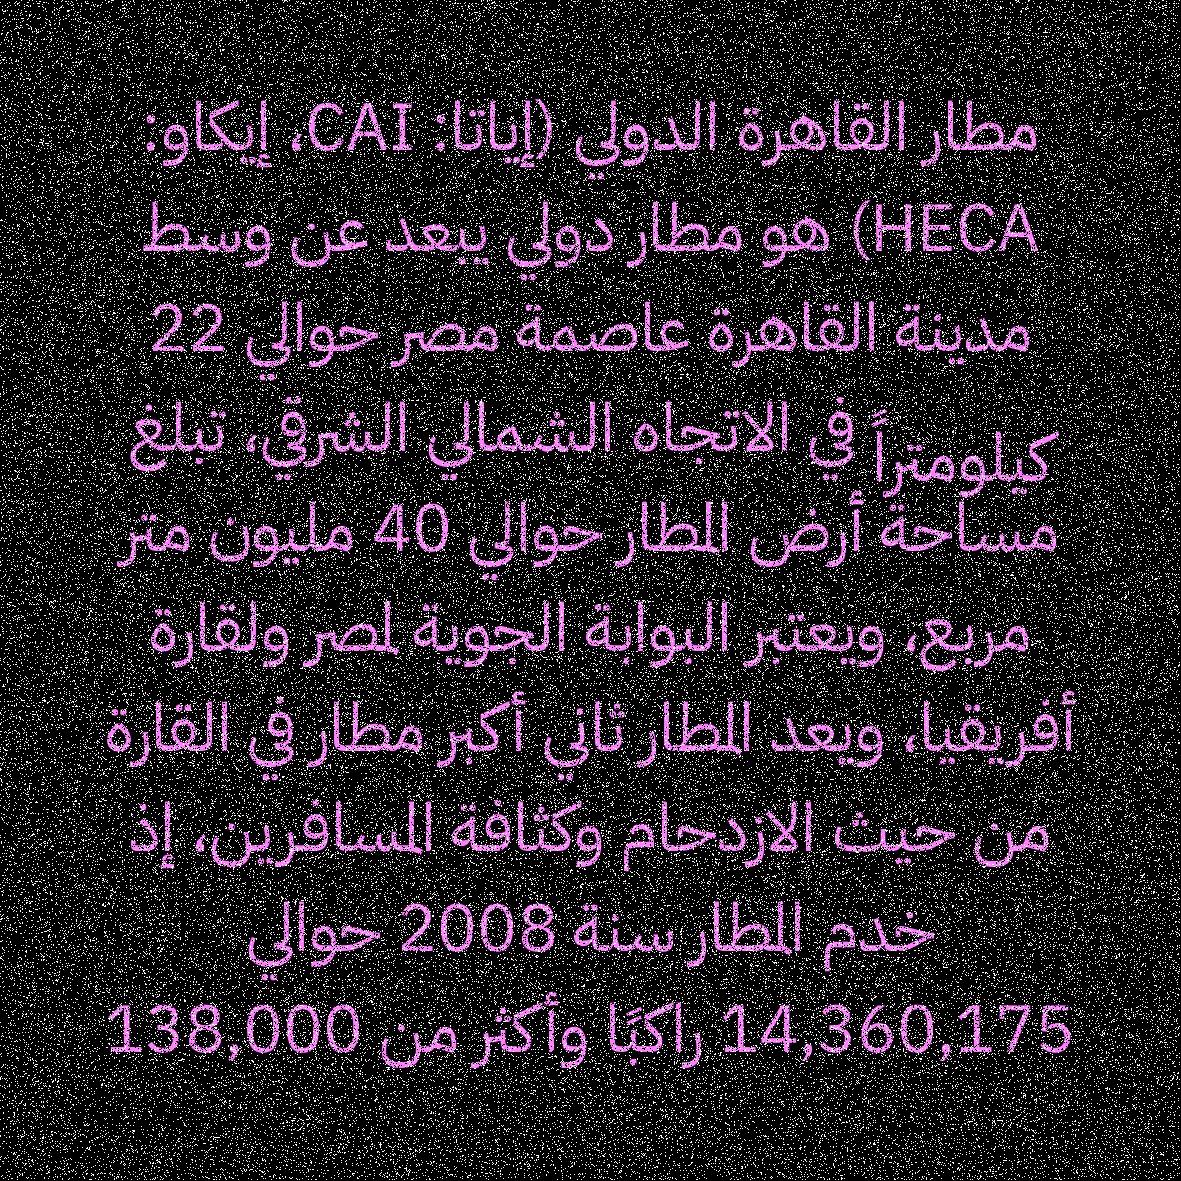 مطار القاهرة الدولي (إياتا: CAI، إيكاو:
HECA) هو مطار دولي يبعد عن وسط
مدينة القاهرة عاصمة مصر حوالي 22
كيلومتراً في الاتجاه الشمالي الشرقي، تبلغ
مساحة أرض المطار حوالي 40 مليون متر
مربع، ويعتبر البوابة الجوية لمصر ولقارة
أفريقيا، ويعد المطار ثاني أكبر مطار في القارة
من حيث الازدحام وكثافة المسافرين، إذ
خدم المطار سنة 2008 حوالي
14,360,175 راكبًا وأكثر من 138,000